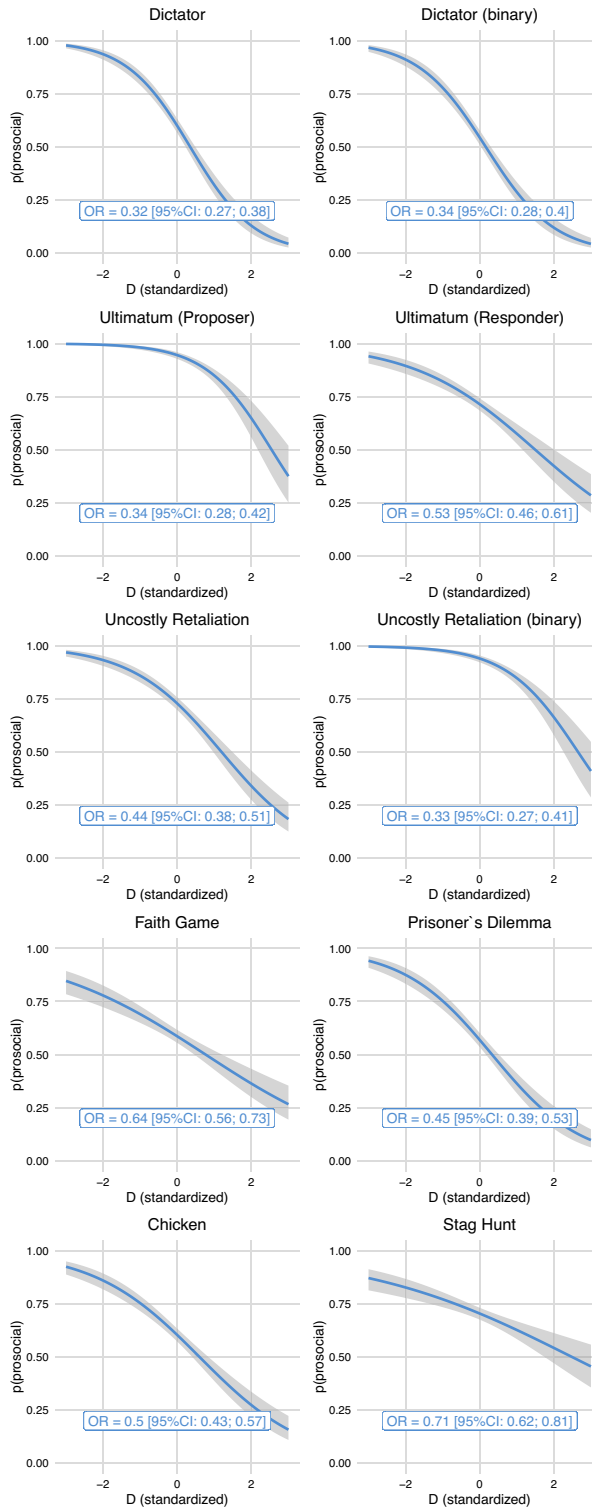 Dictator
1.00
0.75
0.50
0.25
0.00
p(prosocial)
OR = 0.32 [95%CI: 0.27; 0.38]
−2 0 2
D (standardized)
Dictator (binary)
1.00
0.75
0.50
0.25
0.00
p(prosocial)
OR = 0.34 [95%CI: 0.28; 0.4]
−2 0 2
D (standardized)
Ultimatum (Proposer)
1.00
0.75
0.50
0.25
0.00
p(prosocial)
OR = 0.34 [95%CI: 0.28; 0.42]
−2 0 2
D (standardized)
Ultimatum (Responder)
1.00
0.75
0.50
0.25
0.00
p(prosocial)
OR = 0.53 [95%CI: 0.46; 0.61]
−2 0 2
D (standardized)
Uncostly Retaliation
1.00
0.75
0.50
0.25
0.00
p(prosocial)
OR = 0.44 [95%CI: 0.38; 0.51]
−2 0 2
D (standardized)
Uncostly Retaliation (binary)
1.00
0.75
0.50
0.25
0.00
p(prosocial)
OR = 0.33 [95%CI: 0.27; 0.41]
−2 0 2
D (standardized)
Faith Game
1.00
0.75
0.50
0.25
0.00
p(prosocial)
OR = 0.64 [95%CI: 0.56; 0.73]
−2 0 2
D (standardized)
Prisoner`s Dilemma
1.00
0.75
0.50
0.25
0.00
p(prosocial)
OR = 0.45 [95%CI: 0.39; 0.53]
−2 0 2
D (standardized)
Chicken
1.00
0.75
0.50
0.25
0.00
p(prosocial)
OR = 0.5 [95%CI: 0.43; 0.57]
−2 0 2
D (standardized)
Stag Hunt
1.00
0.75
0.50
0.25
0.00
p(prosocial)
OR = 0.71 [95%CI: 0.62; 0.81]
−2 0 2
D (standardized)